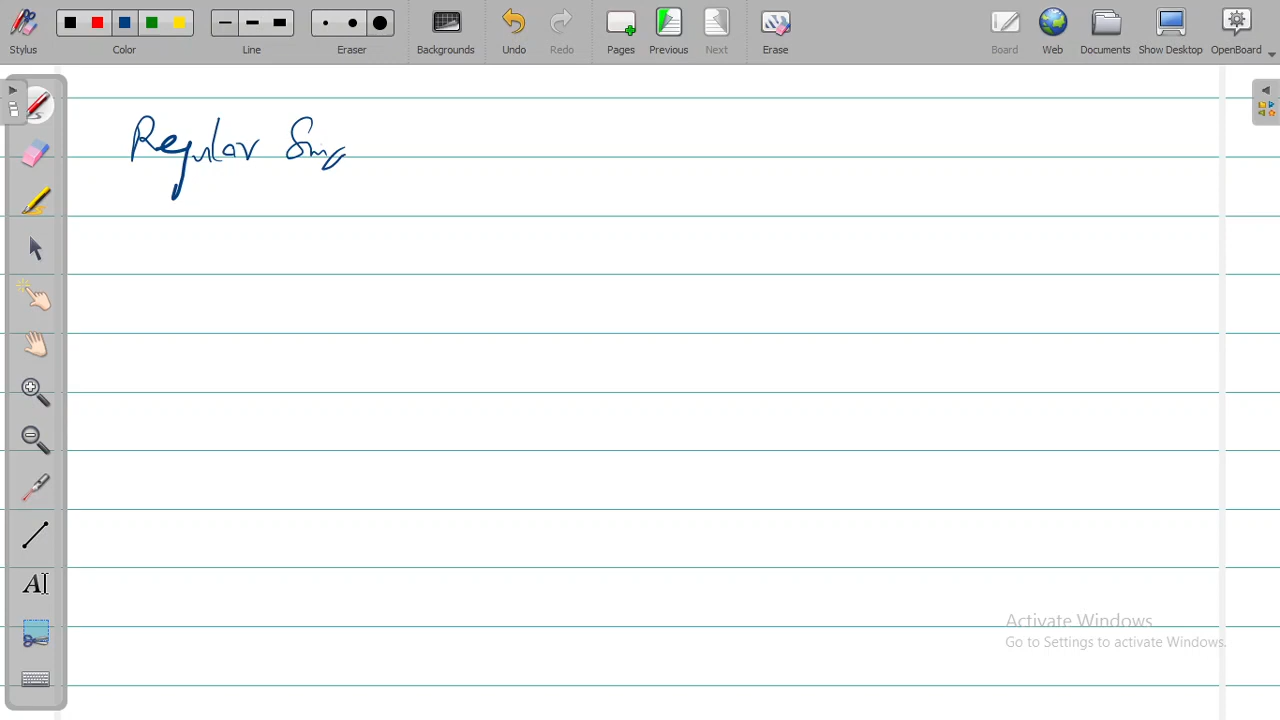 Stylus
Color
Line
Eraser
Backgrounds
Undo
Redo
Pages
Previous
Next
Erase
Board
Web
Documents
Show Desktop
OpenBoard
Regular
A
Activate Windows
Go to Settings to activate Windows.